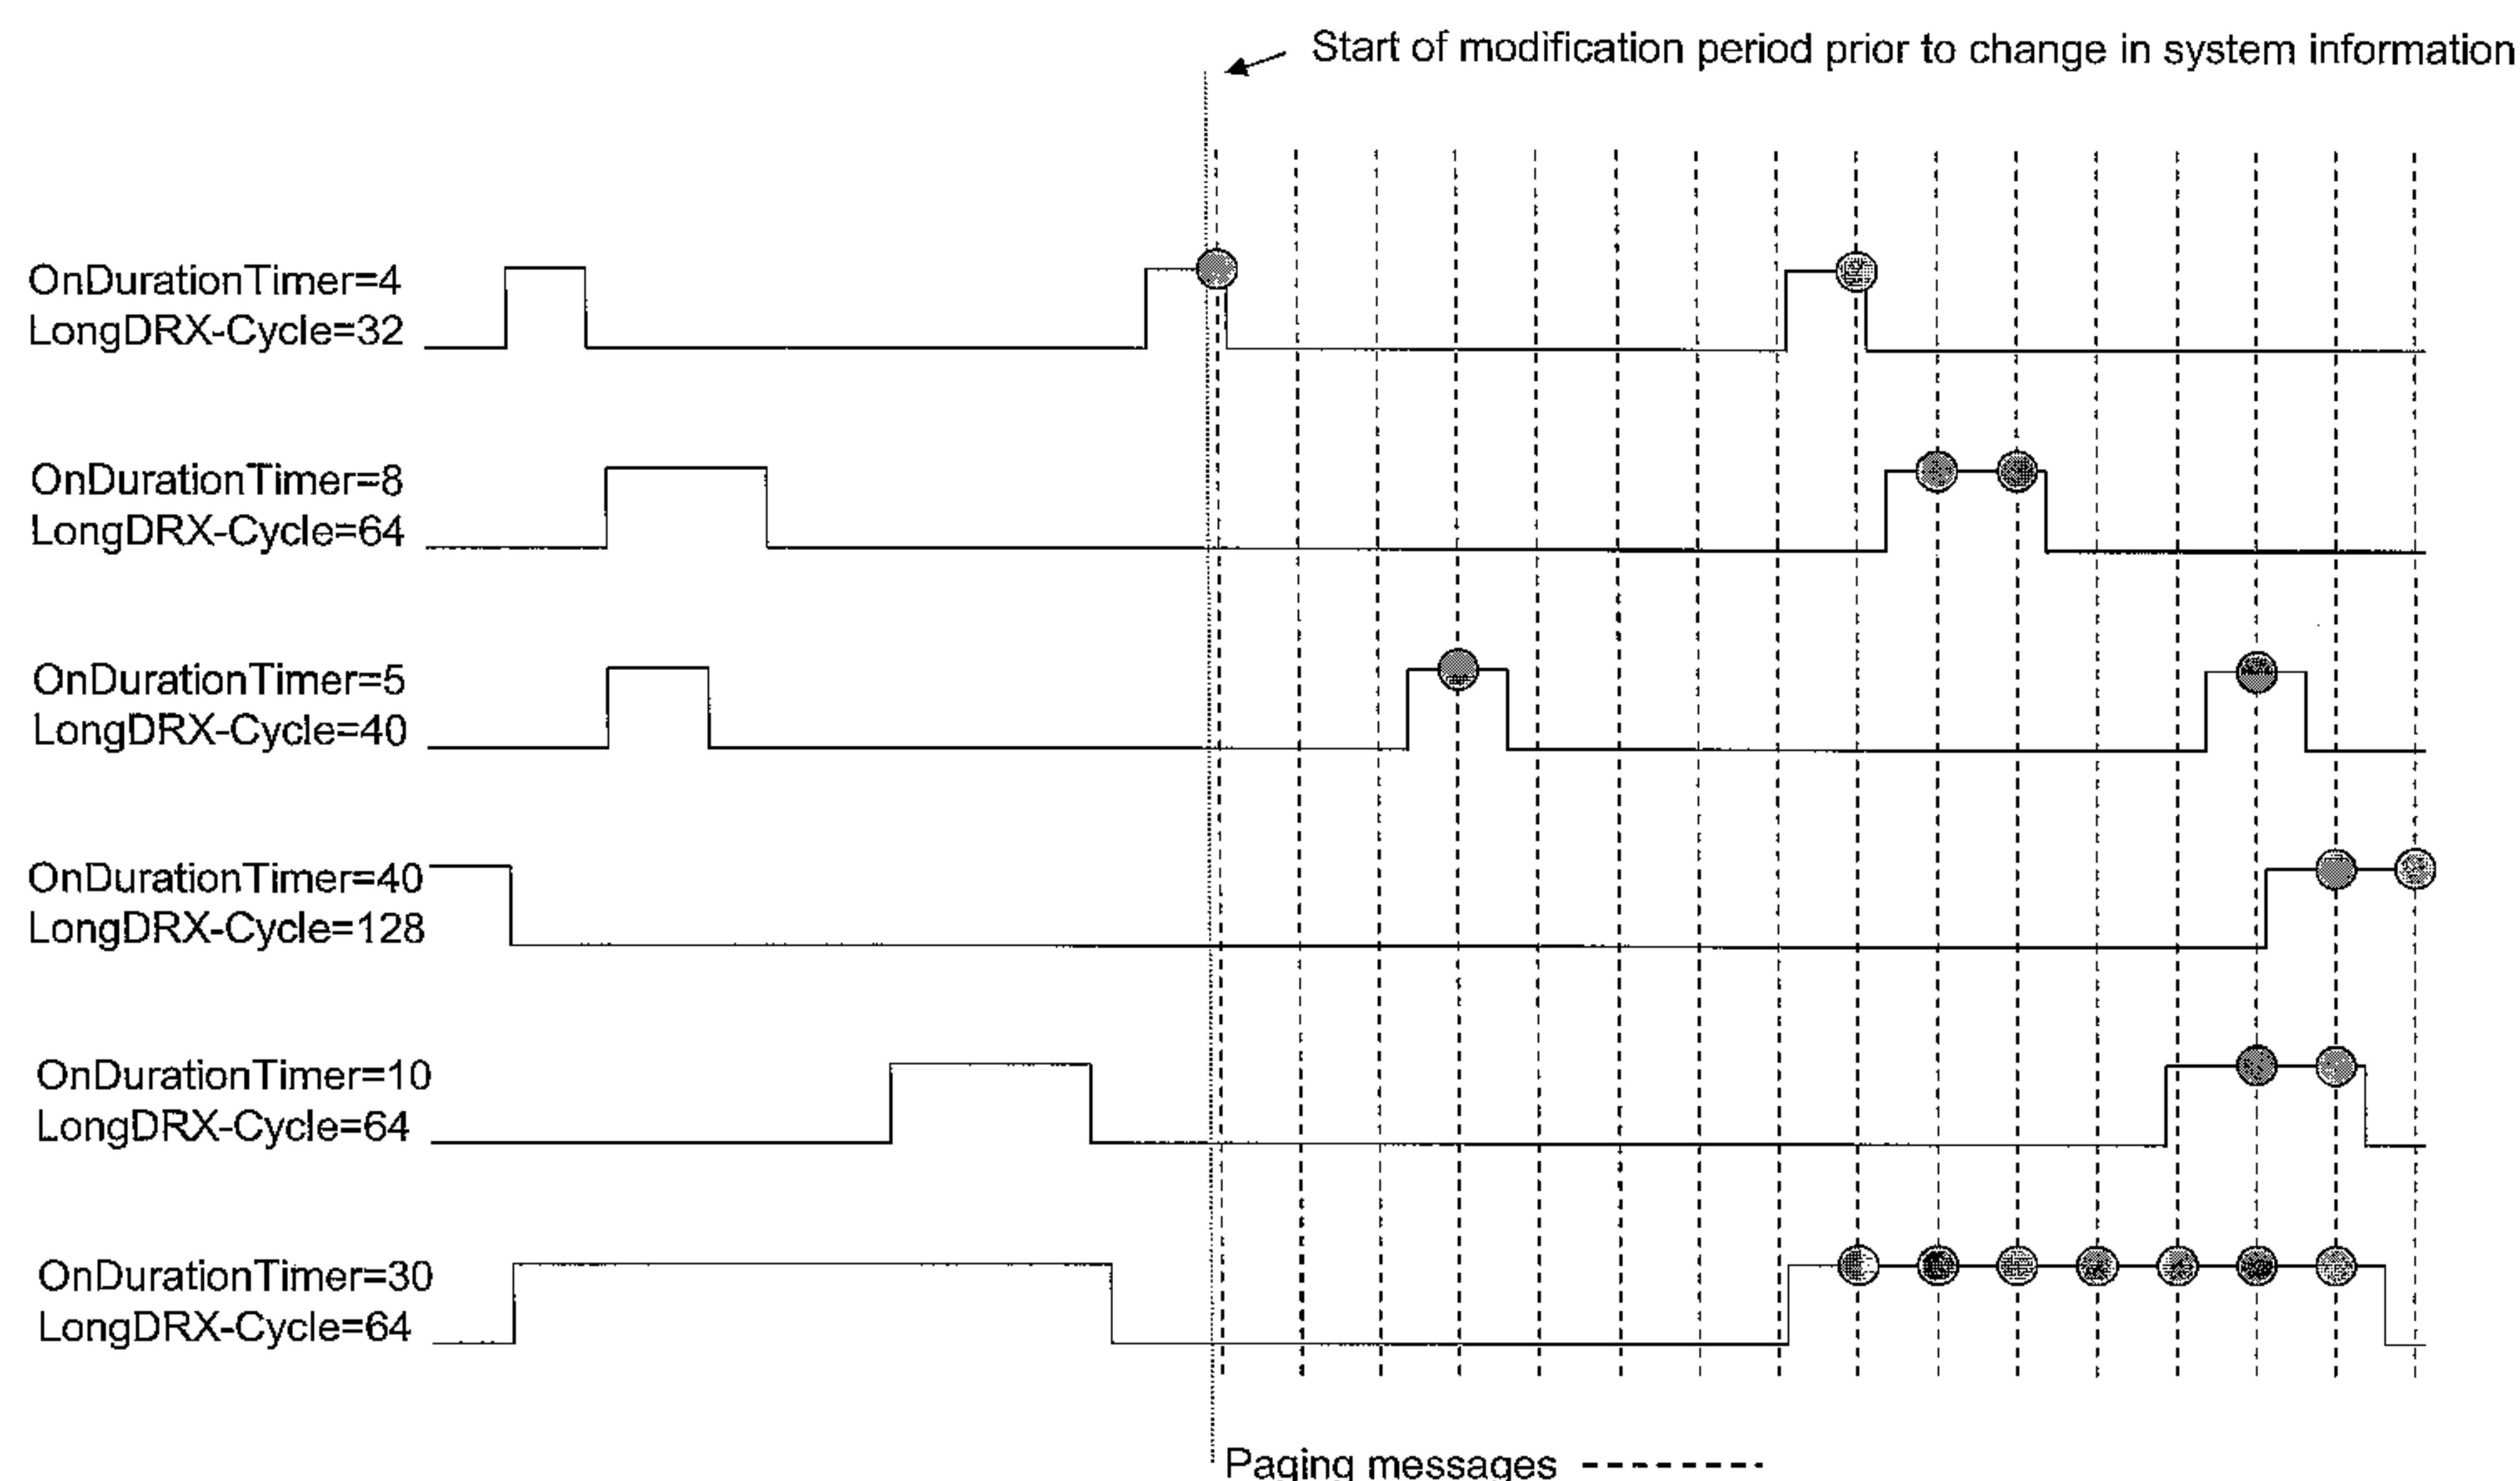 Start of modification period prior to change in system information
OnDurationTimer=4
LongDRX-Cycle=32
OnDurationTimer=8
LongDRX-Cycle=64
OnDurationTimer=5
LongDRX-Cycle=40
OnDurationTimer=40
LongDRX-Cycle=128
OnDurationTimer=10
LongDRX-Cycle=64
OnDurationTimer=30
LongDRX-Cycle=64
Paging messages